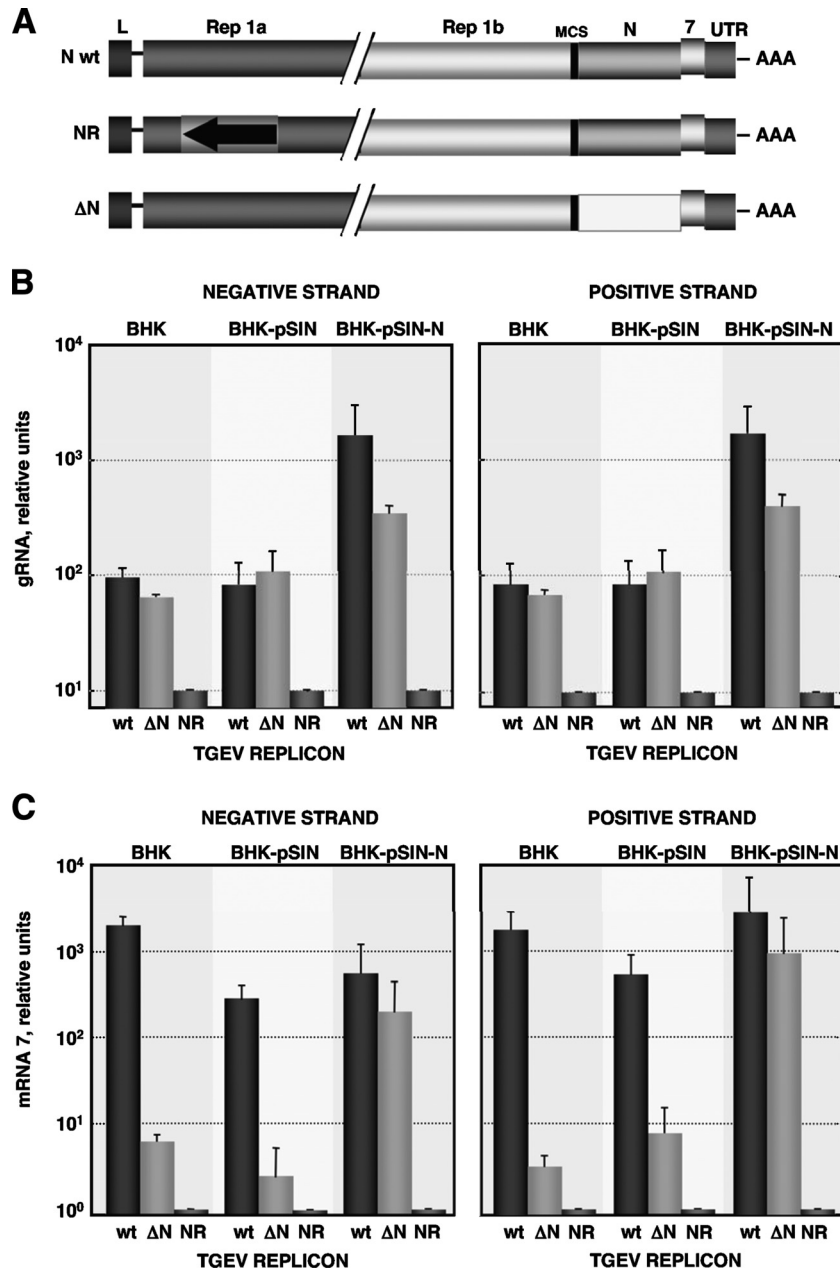 A
L Rep 1a Rep 1b MCS N 7 UTR
N wt AAA
NR AAA
ΔN AAA
B
NEGATIVE STRAND POSITIVE STRAND
BHK BHK-pSIN BHK-pSIN-N BHK BHK-pSIN BHK-pSIN-N
gRNA, relative units
10⁴
10³
10²
10¹
wt ΔN NR wt ΔN NR wt ΔN NR wt ΔN NR wt ΔN NR wt ΔN NR
TGEV REPLICON TGEV REPLICON
C
NEGATIVE STRAND POSITIVE STRAND
BHK BHK-pSIN BHK-pSIN-N BHK BHK-pSIN BHK-pSIN-N
mRNA 7, relative units
10⁴
10³
10²
10¹
10⁰
wt ΔN NR wt ΔN NR wt ΔN NR wt ΔN NR wt ΔN NR wt ΔN NR
TGEV REPLICON TGEV REPLICON